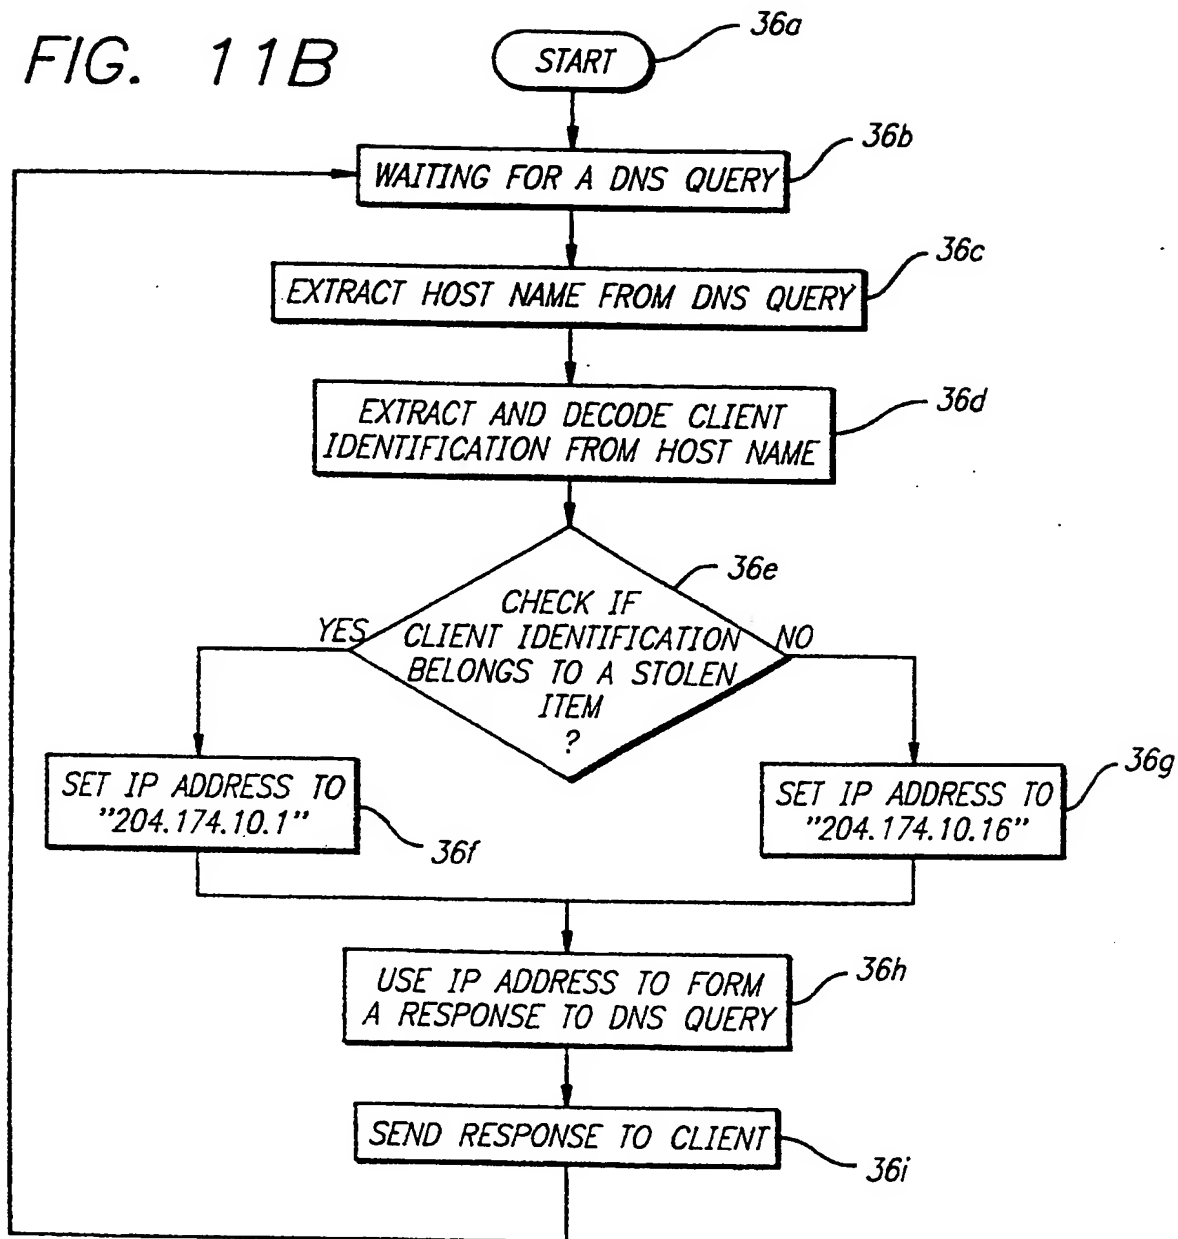 FIG. 11B
START
36a
WAITING FOR A DNS QUERY
36b
EXTRACT HOST NAME FROM DNS QUERY
36c
EXTRACT AND DECODE CLIENT
IDENTIFICATION FROM HOST NAME
36d
CHECK IF
CLIENT IDENTIFICATION
BELONGS TO A STOLEN
ITEM
?
36e
YES
NO
SET IP ADDRESS TO
"204.174.10.1"
36f
SET IP ADDRESS TO
"204.174.10.16"
36g
USE IP ADDRESS TO FORM
A RESPONSE TO DNS QUERY
36h
SEND RESPONSE TO CLIENT
36i